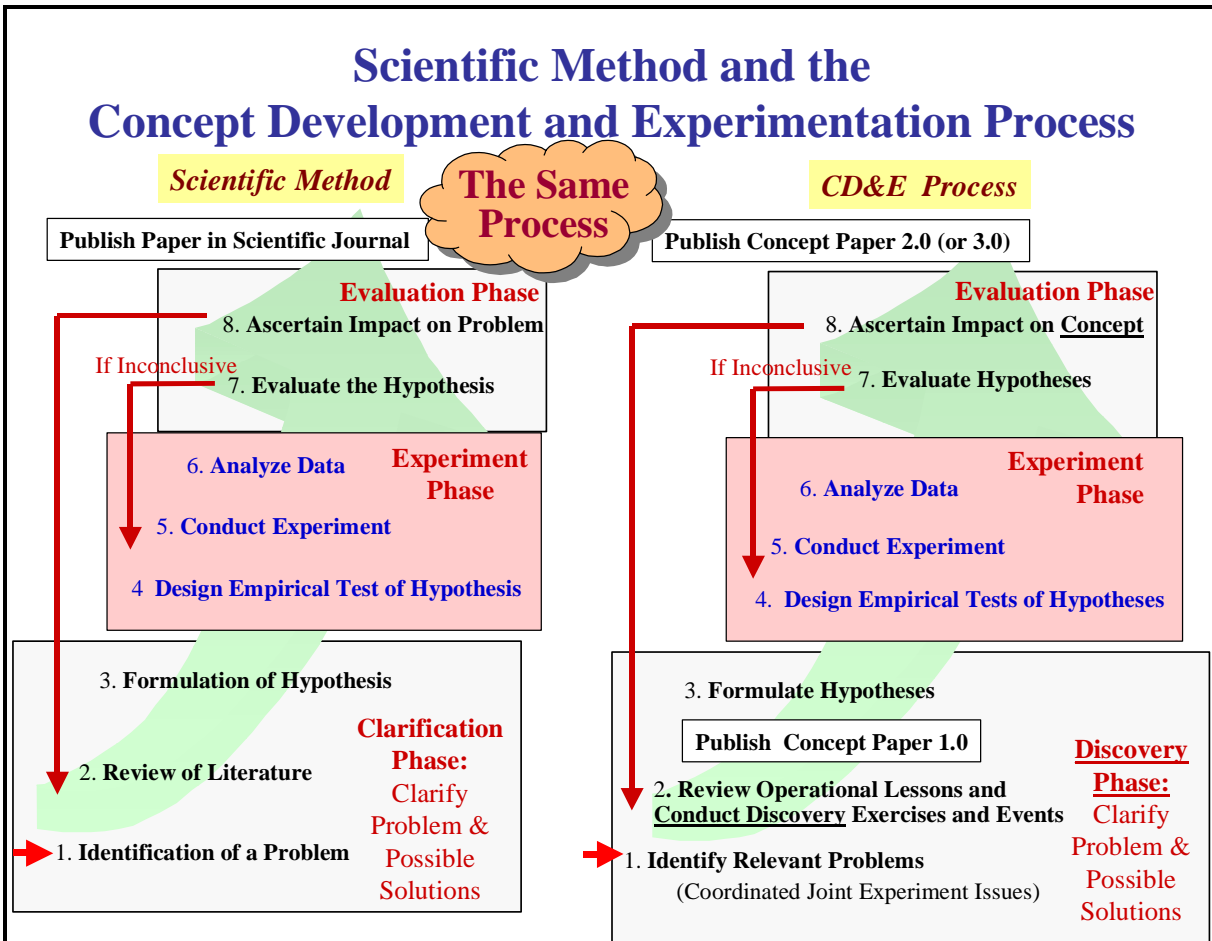 Scientific Method and the
Concept Development and Experimentation Process
The Same
Process
Scientific Method
Publish Paper in Scientific Journal
Evaluation Phase
8. Ascertain Impact on Problem
If Inconclusive
7. Evaluate the Hypothesis
6. Analyze Data
Experiment
Phase
5. Conduct Experiment
4 Design Empirical Test of Hypothesis
3. Formulation of Hypothesis
Clarification
Phase:
Clarify
Problem &
Possible
Solutions
2. Review of Literature
1. Identification of a Problem
CD&E Process
Publish Concept Paper 2.0 (or 3.0)
Evaluation Phase
8. Ascertain Impact on Concept
If Inconclusive
7. Evaluate Hypotheses
Experiment
Phase
6. Analyze Data
5. Conduct Experiment
4. Design Empirical Tests of Hypotheses
3. Formulate Hypotheses
Publish Concept Paper 1.0
Discovery
Phase:
Clarify
Problem &
Possible
Solutions
2. Review Operational Lessons and
Conduct Discovery Exercises and Events
1. Identify Relevant Problems
(Coordinated Joint Experiment Issues)